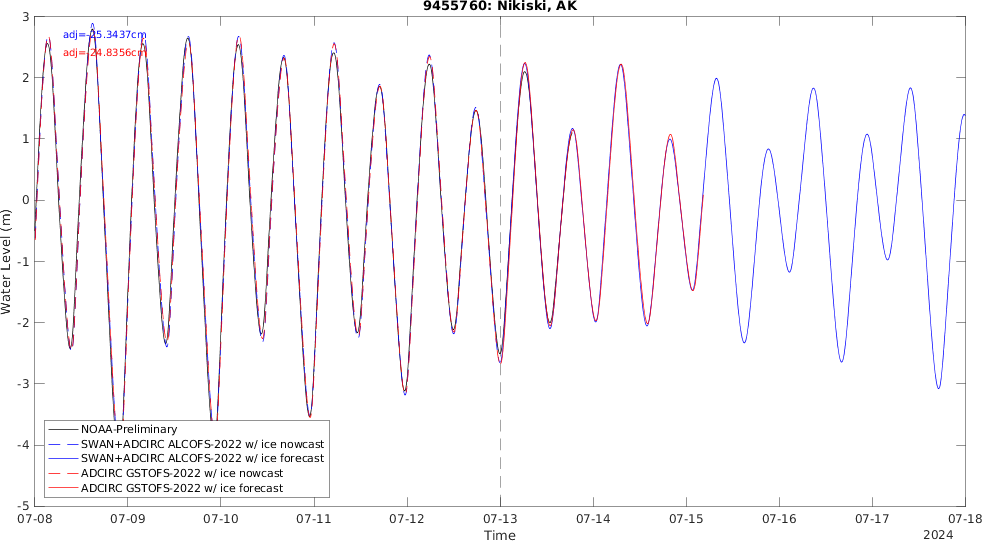 9455760: Nikiski, AK
adj=-25.3437cm
adj=-24.8356cm
Water Level (m)
3
2
1
0
-1
-2
-3
-4
-5
NOAA-Preliminary
SWAN+ADCIRC ALCOFS-2022 w/ ice nowcast
SWAN+ADCIRC ALCOFS-2022 w/ ice forecast
ADCIRC GSTOFS-2022 w/ ice nowcast
ADCIRC GSTOFS-2022 w/ ice forecast
07-08 07-09 07-10 07-11 07-12 07-13 07-14 07-15 07-16 07-17 07-18
Time
2024